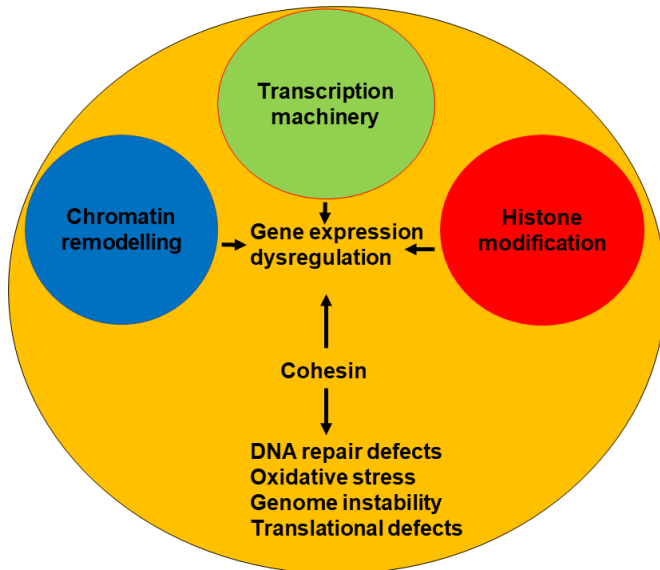 Transcription
machinery
Chromatin
remodelling
Histone
modification
Gene expression
dysregulation
Cohesin
DNA repair defects
Oxidative stress
Genome instability
Translational defects